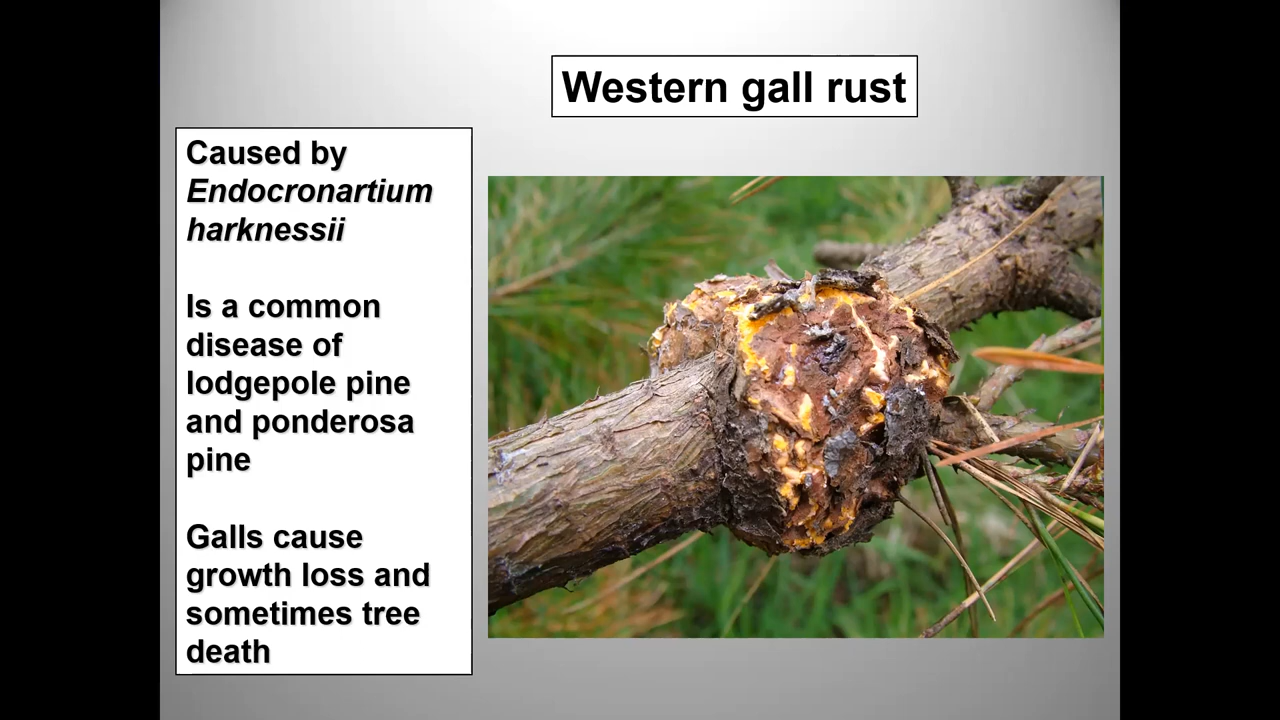 Western gall rust
Caused by
Endocronartium
harknessii
Is a common
disease of
lodgepole pine
and ponderosa
pine
Galls cause
growth loss and
sometimes tree
death